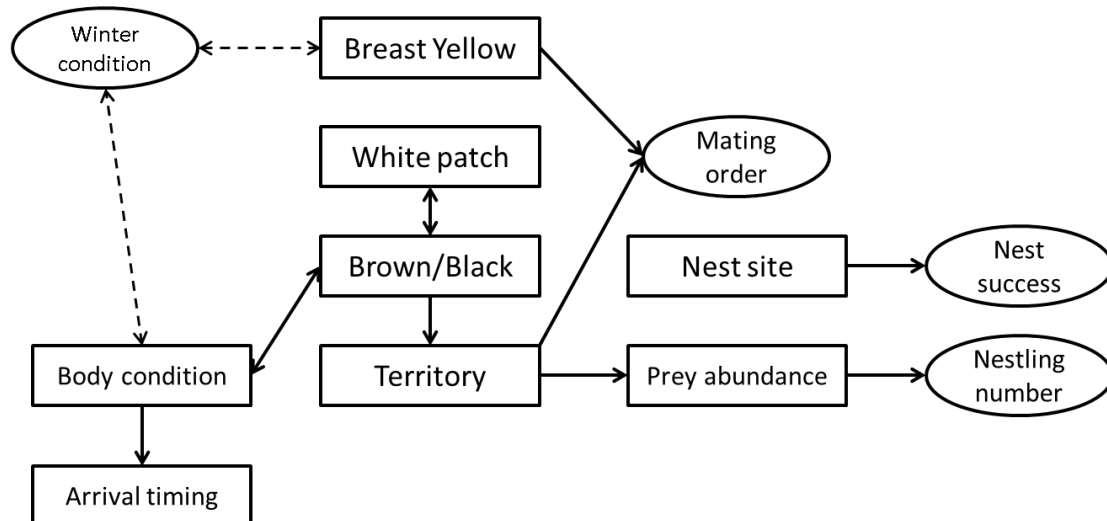 Winter
condition
Breast Yellow
White patch
Mating
order
Brown/Black
Nest site
Nest
success
Body condition
Territory
Prey abundance
Nestling
number
Arrival timing